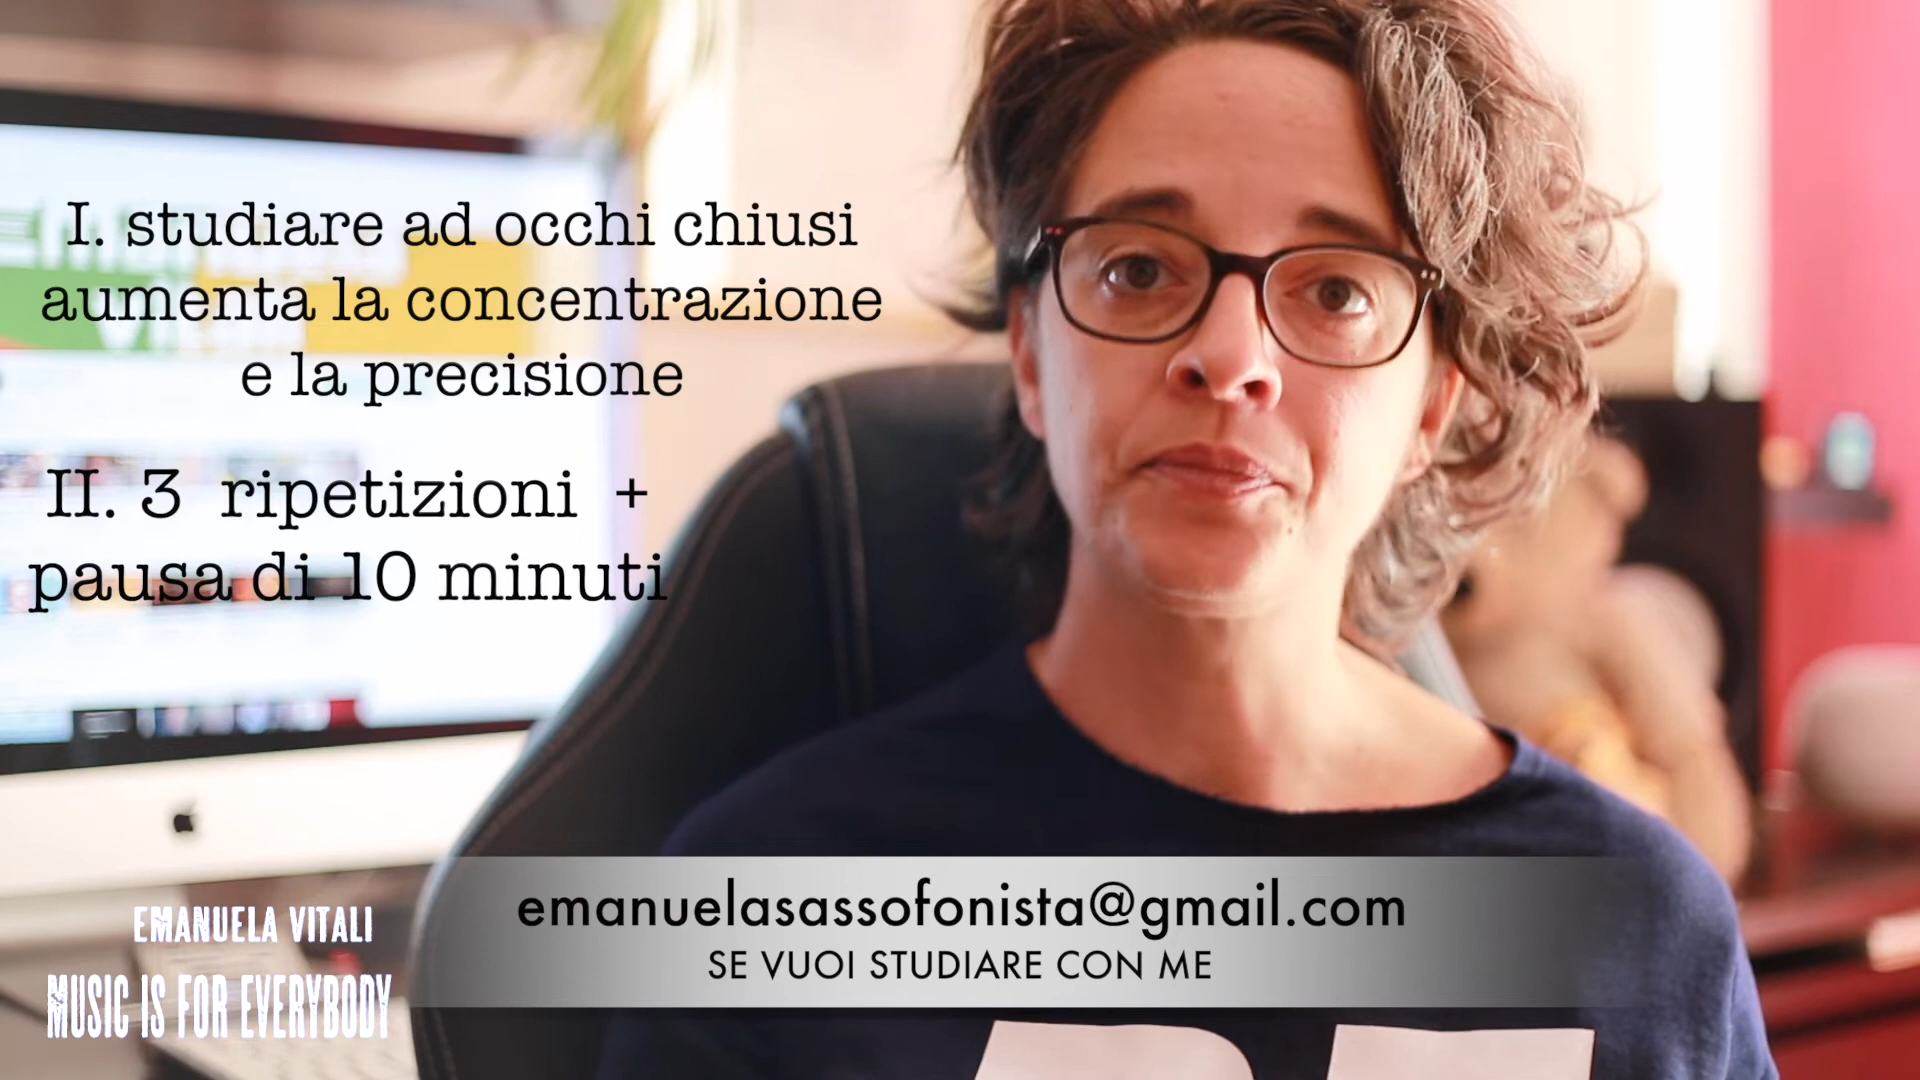 I. studiare ad occhi chiusi
aumenta la concentrazione
e la precisione
II. 3 ripetizioni +
pausa di 10 minuti
emanuelasassofonista@gmail.com
SE VUOI STUDIARE CON ME
EMANUELA VITALI
MUSIC IS FOR EVERYBODY